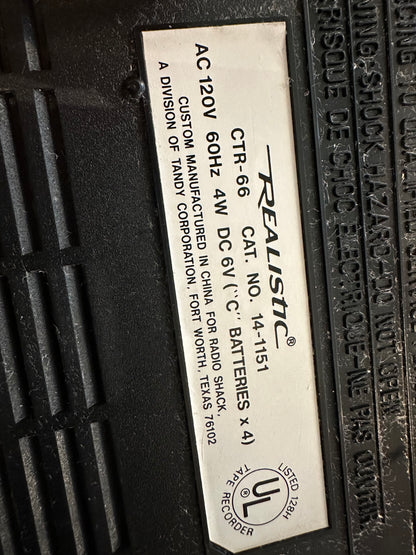 REALISTIC®
CTR-66 CAT. NO. 14-1151
AC 120V 60Hz 4W DC 6V ("C" BATTERIES x 4)
CUSTOM MANUFACTURED IN CHINA FOR RADIO SHACK,
A DIVISION OF TANDY CORPORATION, FORT WORTH, TEXAS 76102
LISTED 128H
UL®
TAPE RECORDER
SHOCK HAZARD-DO NOT OPEN
RISQUE DE CHOC ELECTRIQUE-NE PAS